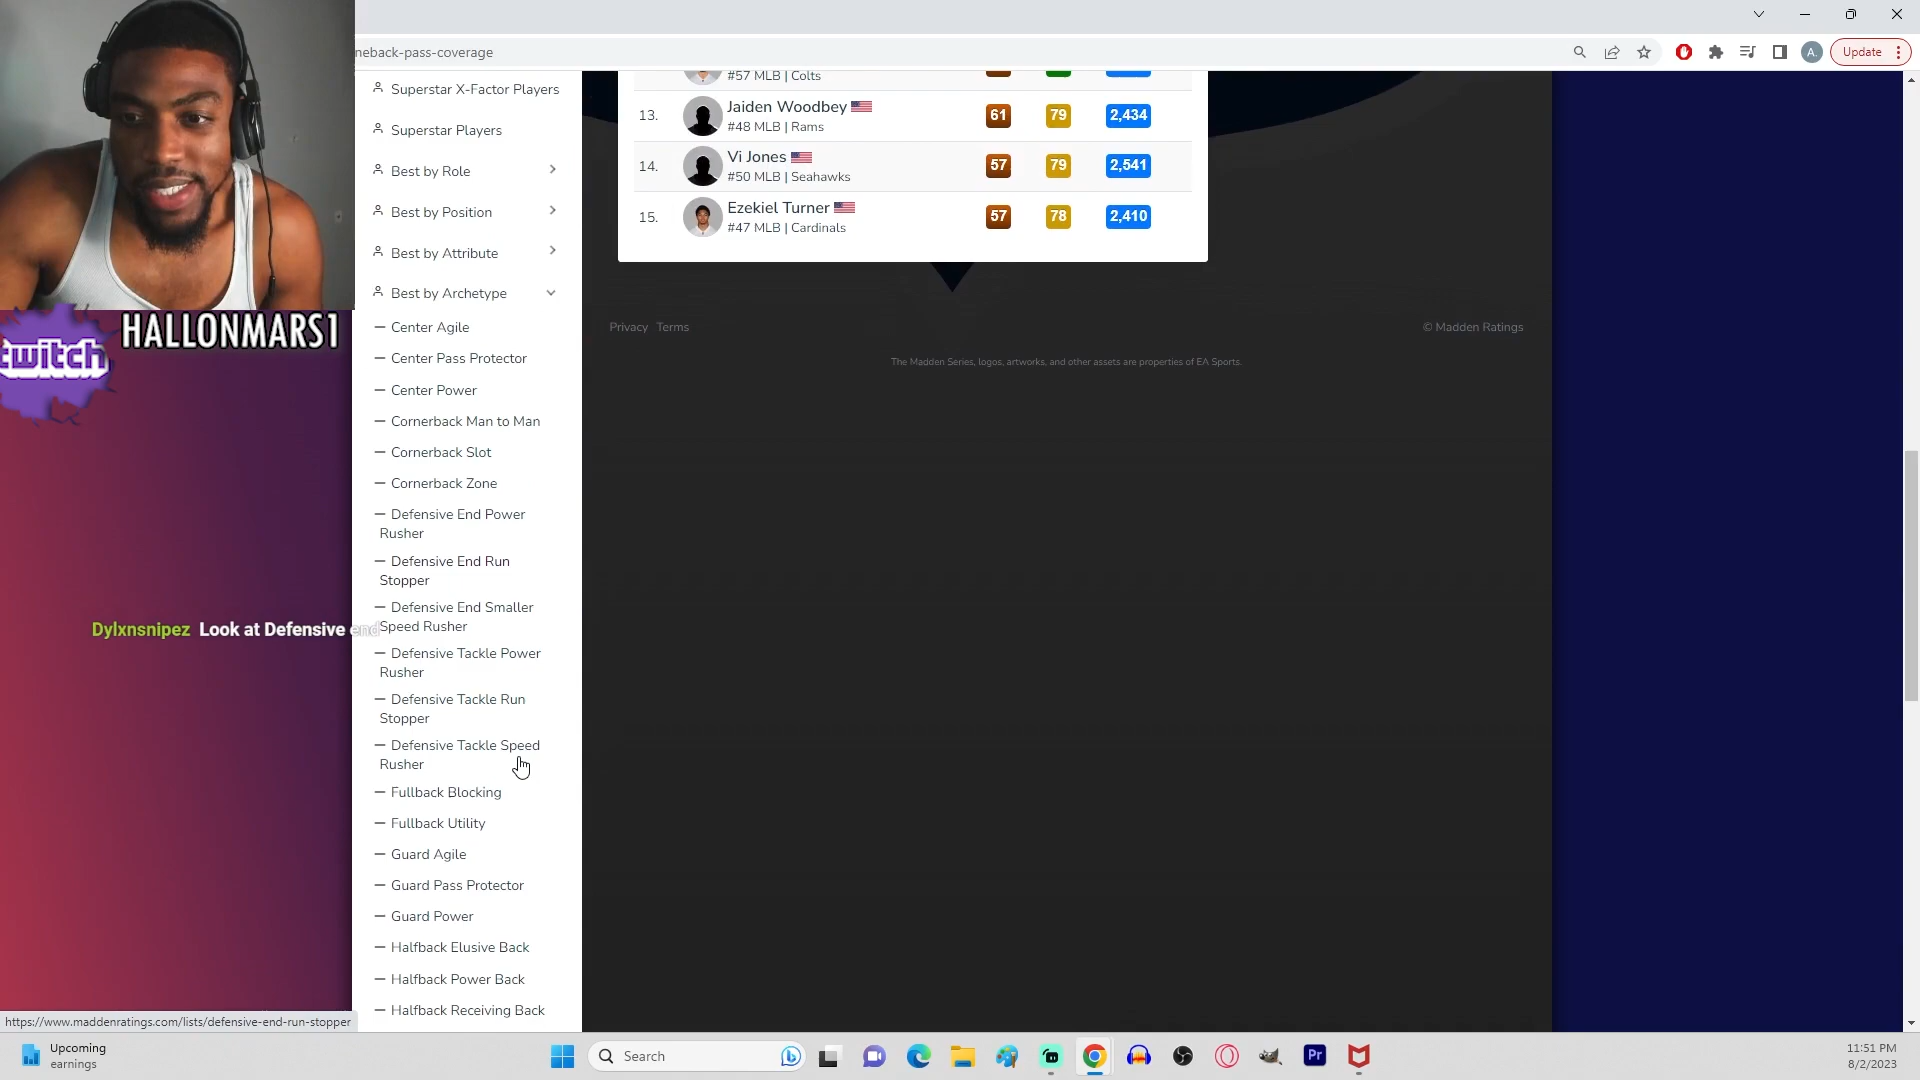 neback-pass-coverage
Update
A.
Superstar X-Factor Players
Superstar Players
Best by Role
Best by Position
Best by Attribute
Best by Archetype
Center Agile
Center Pass Protector
Center Power
Cornerback Man to Man
Cornerback Slot
Cornerback Zone
Defensive End Power
Rusher
Defensive End Run
Stopper
Defensive End Smaller
Speed Rusher
Defensive Tackle Power
Rusher
Defensive Tackle Run
Stopper
Defensive Tackle Speed
Rusher
Fullback Blocking
Fullback Utility
Guard Agile
Guard Pass Protector
Guard Power
Halfback Elusive Back
Halfback Power Back
Halfback Receiving Back
#57 MLB | Colts
13. Jaiden Woodbey 61 79 2,434
#48 MLB | Rams
14. Vi Jones 57 79 2,541
#50 MLB | Seahawks
15. Ezekiel Turner 57 78 2,410
#47 MLB | Cardinals
Privacy Terms © Madden Ratings
The Madden Series, logos, artworks, and other assets are properties of EA Sports.
twitch HALLONMARS1
Dylxnsnipez Look at Defensive end
https://www.maddenratings.com/lists/defensive-end-run-stopper
Upcoming
earnings
Search
Pr
11:51 PM
8/2/2023